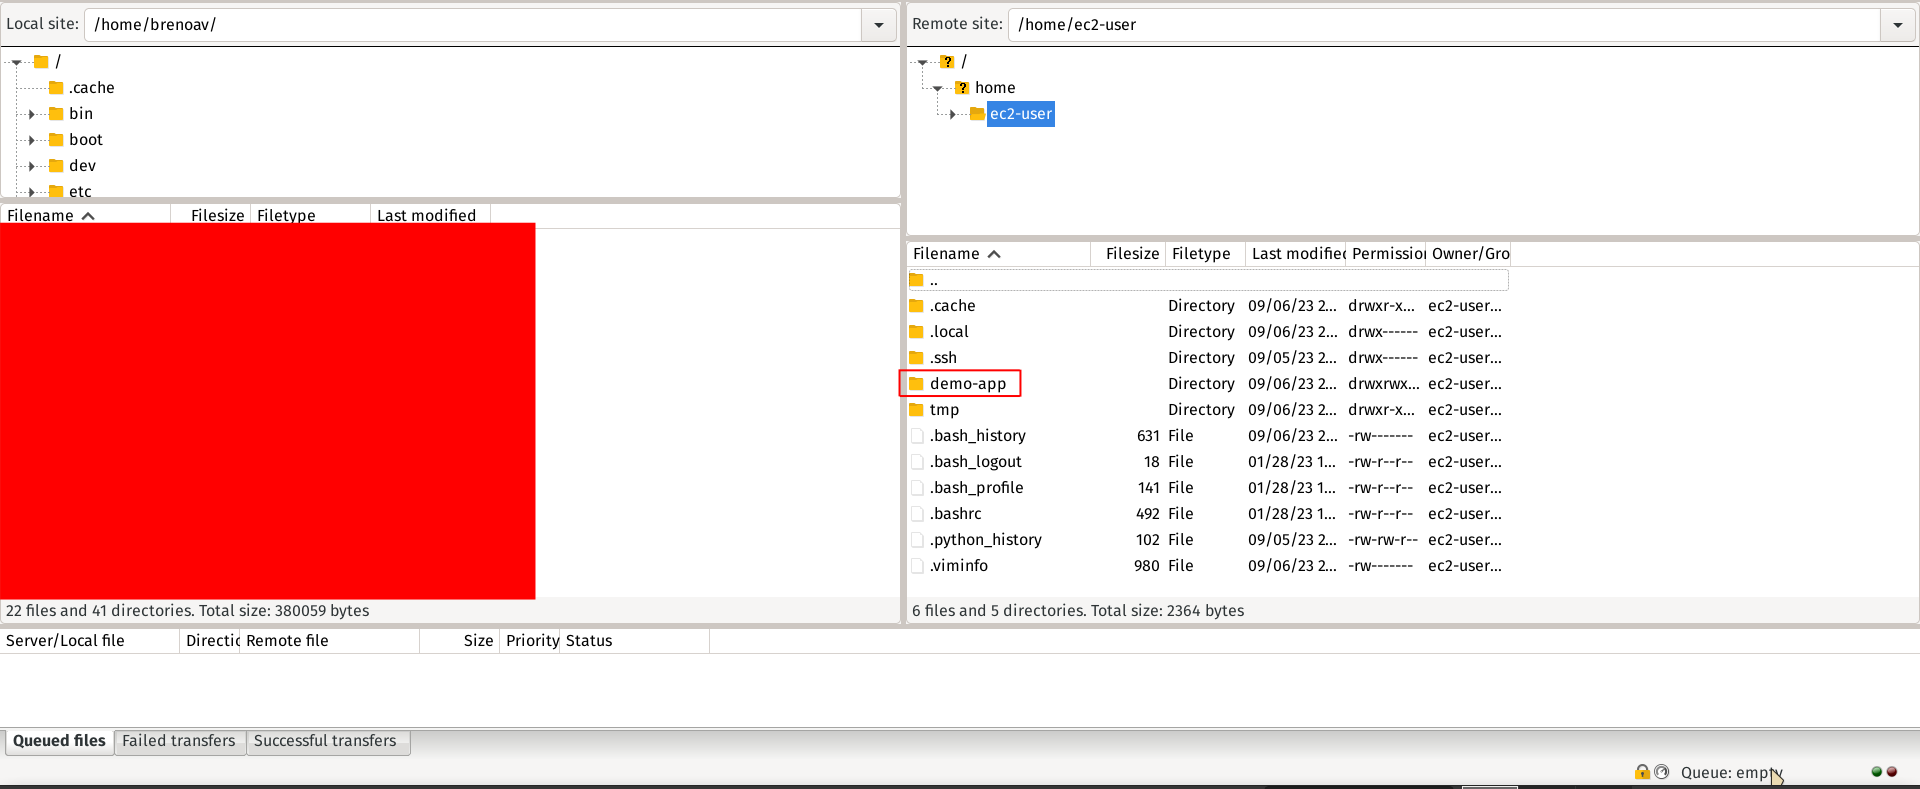 Local site: /home/brenoav/
/
.cache
bin
boot
dev
etc
Filename Filesize Filetype Last modified
22 files and 41 directories. Total size: 380059 bytes
Remote site: /home/ec2-user
/
home
ec2-user
Filename Filesize Filetype Last modified Permission Owner/Gro
..
.cache Directory 09/06/23 2... drwxr-x... ec2-user...
.local Directory 09/06/23 2... drwx------ ec2-user...
.ssh Directory 09/05/23 2... drwx------ ec2-user...
demo-app Directory 09/06/23 2... drwxrwx... ec2-user...
tmp Directory 09/06/23 2... drwxr-x... ec2-user...
.bash_history 631 File 09/06/23 2... -rw------- ec2-user...
.bash_logout 18 File 01/28/23 1... -rw-r--r-- ec2-user...
.bash_profile 141 File 01/28/23 1... -rw-r--r-- ec2-user...
.bashrc 492 File 01/28/23 1... -rw-r--r-- ec2-user...
.python_history 102 File 09/05/23 2... -rw-rw-r-- ec2-user...
.viminfo 980 File 09/06/23 2... -rw------- ec2-user...
6 files and 5 directories. Total size: 2364 bytes
Server/Local file Directic Remote file Size Priority Status
Queued files Failed transfers Successful transfers
Queue: empty